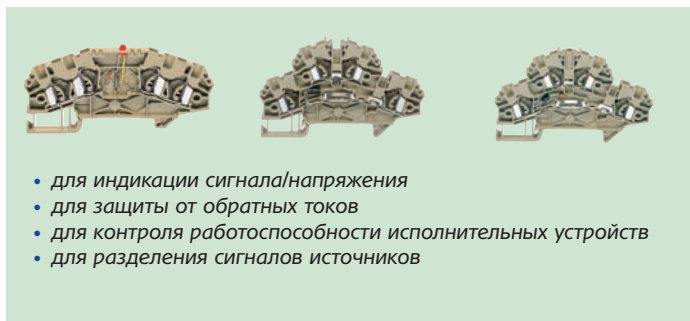 • для индикации сигнала/напряжения
• для защиты от обратных токов
• для контроля работоспособности исполнительных устройств
• для разделения сигналов источников